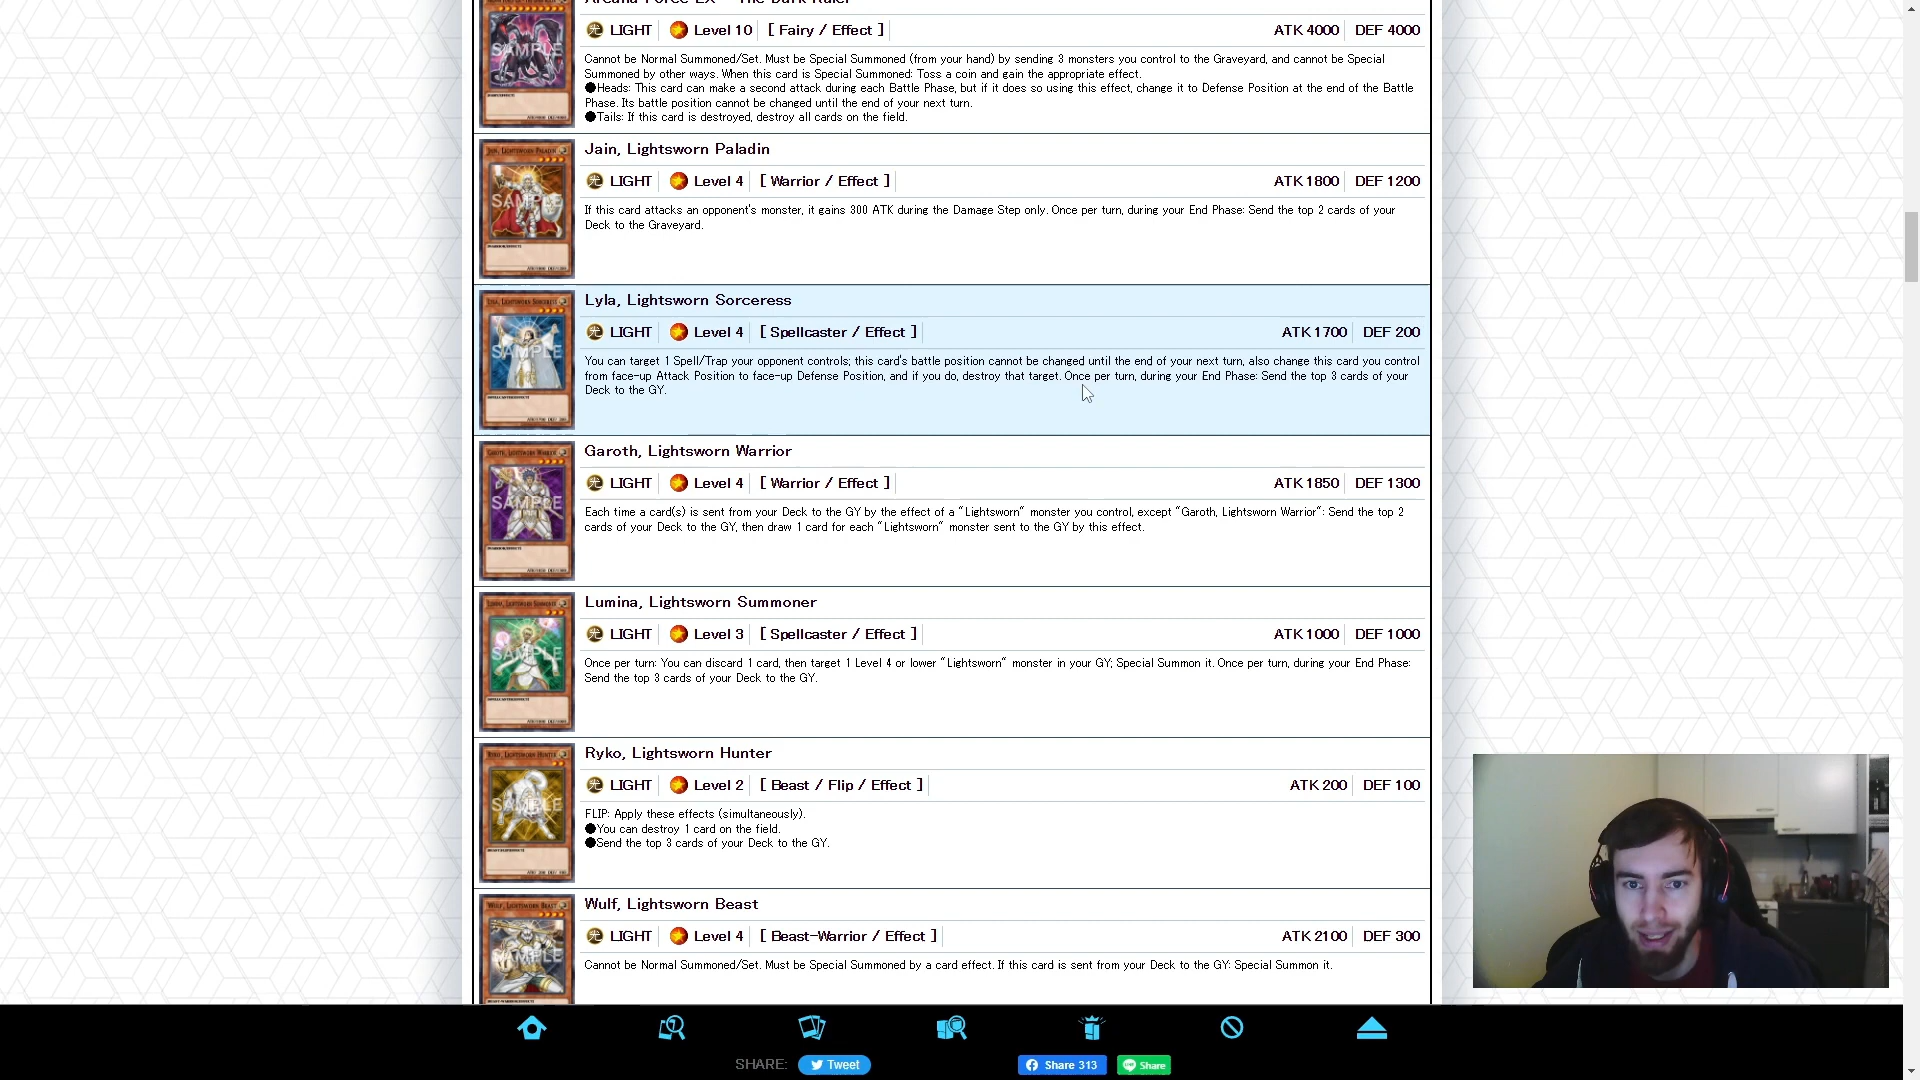 LIGHT Level 10 [ Fairy / Effect ] ATK 4000 DEF 4000
Cannot be Normal Summoned/Set. Must be Special Summoned (from your hand) by sending 3 monsters you control to the Graveyard, and cannot be Special
Summoned by other ways. When this card is Special Summoned: Toss a coin and gain the appropriate effect.
●Heads: This card can make a second attack during each Battle Phase, but if it does so using this effect, change it to Defense Position at the end of the Battle
Phase. Its battle position cannot be changed until the end of your next turn.
●Tails: If this card is destroyed, destroy all cards on the field.
SAMPLE
Jain, Lightsworn Paladin
LIGHT Level 4 [ Warrior / Effect ] ATK 1800 DEF 1200
If this card attacks an opponent's monster, it gains 300 ATK during the Damage Step only. Once per turn, during your End Phase: Send the top 2 cards of your
Deck to the Graveyard.
SAMPLE
Lyla, Lightsworn Sorceress
LIGHT Level 4 [ Spellcaster / Effect ] ATK 1700 DEF 200
You can target 1 Spell/Trap your opponent controls; this card's battle position cannot be changed until the end of your next turn, also change this card you control
from face-up Attack Position to face-up Defense Position, and if you do, destroy that target. Once per turn, during your End Phase: Send the top 3 cards of your
Deck to the GY.
SAMPLE
Garoth, Lightsworn Warrior
LIGHT Level 4 [ Warrior / Effect ] ATK 1850 DEF 1300
Each time a card(s) is sent from your Deck to the GY by the effect of a "Lightsworn" monster you control, except "Garoth, Lightsworn Warrior": Send the top 2
cards of your Deck to the GY, then draw 1 card for each "Lightsworn" monster sent to the GY by this effect.
SAMPLE
Lumina, Lightsworn Summoner
LIGHT Level 3 [ Spellcaster / Effect ] ATK 1000 DEF 1000
Once per turn: You can discard 1 card, then target 1 Level 4 or lower "Lightsworn" monster in your GY; Special Summon it. Once per turn, during your End Phase:
Send the top 3 cards of your Deck to the GY.
SAMPLE
Ryko, Lightsworn Hunter
LIGHT Level 2 [ Beast / Flip / Effect ] ATK 200 DEF 100
FLIP: Apply these effects (simultaneously).
●You can destroy 1 card on the field.
●Send the top 3 cards of your Deck to the GY.
SAMPLE
Wulf, Lightsworn Beast
LIGHT Level 4 [ Beast-Warrior / Effect ] ATK 2100 DEF 300
Cannot be Normal Summoned/Set. Must be Special Summoned by a card effect. If this card is sent from your Deck to the GY: Special Summon it.
SAMPLE
SHARE: Tweet Share 313 Share